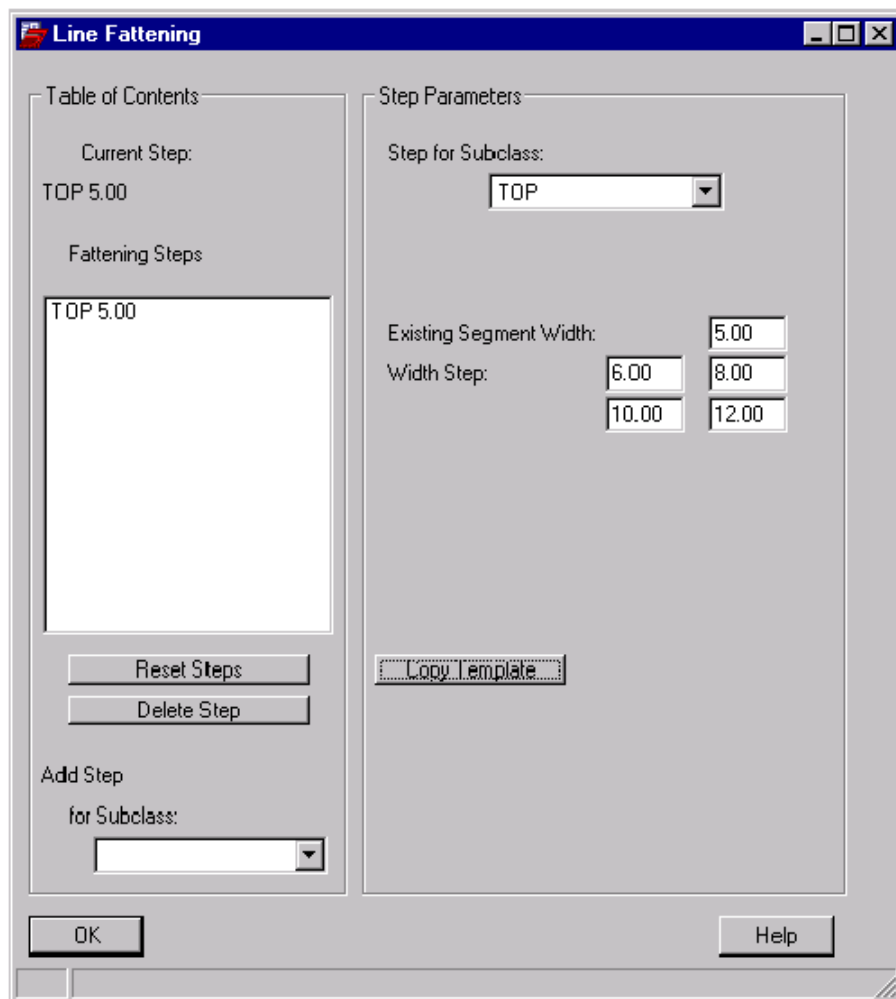 Line Fattening
Table of Contents
Current Step:
TOP 5.00
Fattening Steps
TOP 5.00
Reset Steps
Delete Step
Add Step
for Subclass:
OK
Step Parameters
Step for Subclass:
TOP
Existing Segment Width: 5.00
Width Step: 6.00 8.00
10.00 12.00
Copy Template
Help